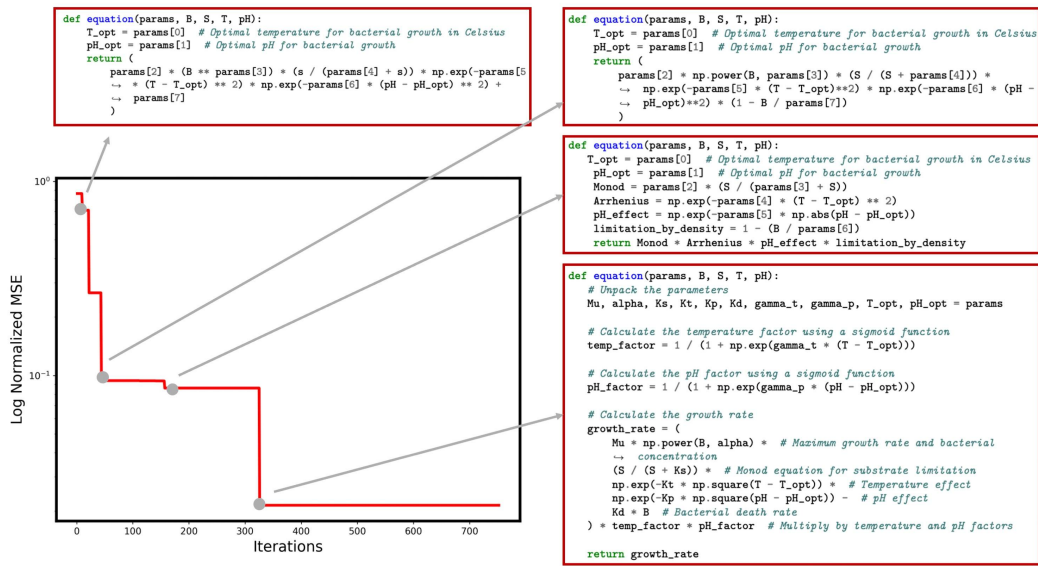 def equation(params, B, S, T, pH):
T_opt = params[0]  # Optimal temperature for bacterial growth in Celsius
pH_opt = params[1]  # Optimal pH for bacterial growth
return (
params[2] * (B ** params[3]) * (s / (params[4] + s)) * np.exp(-params[5
↪ * (T - T_opt) ** 2) * np.exp(-params[6] * (pH - pH_opt) ** 2) +
↪ params[7]
)
def equation(params, B, S, T, pH):
T_opt = params[0]  # Optimal temperature for bacterial growth in Celsius
pH_opt = params[1]  # Optimal pH for bacterial growth
return (
params[2] * np.power(B, params[3]) * (S / (S + params[4])) *
↪ np.exp(-params[5] * (T - T_opt)**2) * np.exp(-params[6] * (pH -
↪ pH_opt)**2) * (1 - B / params[7])
)
def equation(params, B, S, T, pH):
T_opt = params[0]  # Optimal temperature for bacterial growth in Celsius
pH_opt = params[1]  # Optimal pH for bacterial growth
Monod = params[2] * (S / (params[3] + S))
Arrhenius = np.exp(-params[4] * (T - T_opt) ** 2)
pH_effect = np.exp(-params[5] * np.abs(pH - pH_opt))
limitation_by_density = 1 - (B / params[6])
return Monod * Arrhenius * pH_effect * limitation_by_density
def equation(params, B, S, T, pH):
# Unpack the parameters
Mu, alpha, Ks, Kt, Kp, Kd, gamma_t, gamma_p, T_opt, pH_opt = params
# Calculate the temperature factor using a sigmoid function
temp_factor = 1 / (1 + np.exp(gamma_t * (T - T_opt)))
# Calculate the pH factor using a sigmoid function
pH_factor = 1 / (1 + np.exp(gamma_p * (pH - pH_opt)))
# Calculate the growth rate
growth_rate = (
Mu * np.power(B, alpha) *  # Maximum growth rate and bacterial
↪ concentration
(S / (S + Ks)) *  # Monod equation for substrate limitation
np.exp(-Kt * np.square(T - T_opt)) *  # Temperature effect
np.exp(-Kp * np.square(pH - pH_opt)) -  # pH effect
Kd * B  # Bacterial death rate
) * temp_factor * pH_factor  # Multiply by temperature and pH factors
return growth_rate
Log Normalized MSE
10⁰
10⁻¹
0 100 200 300 400 500 600 700
Iterations